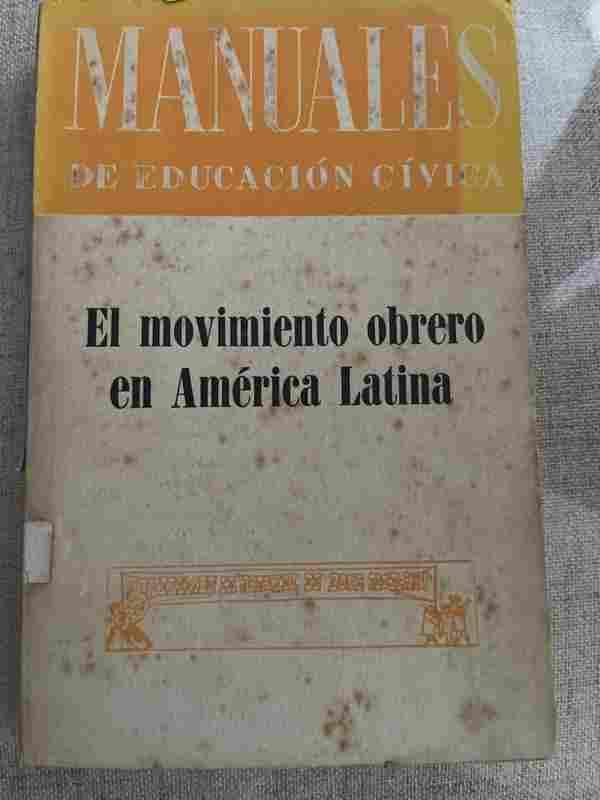 MANUALES
DE EDUCACIÓN CÍVICA
El movimiento obrero
en América Latina